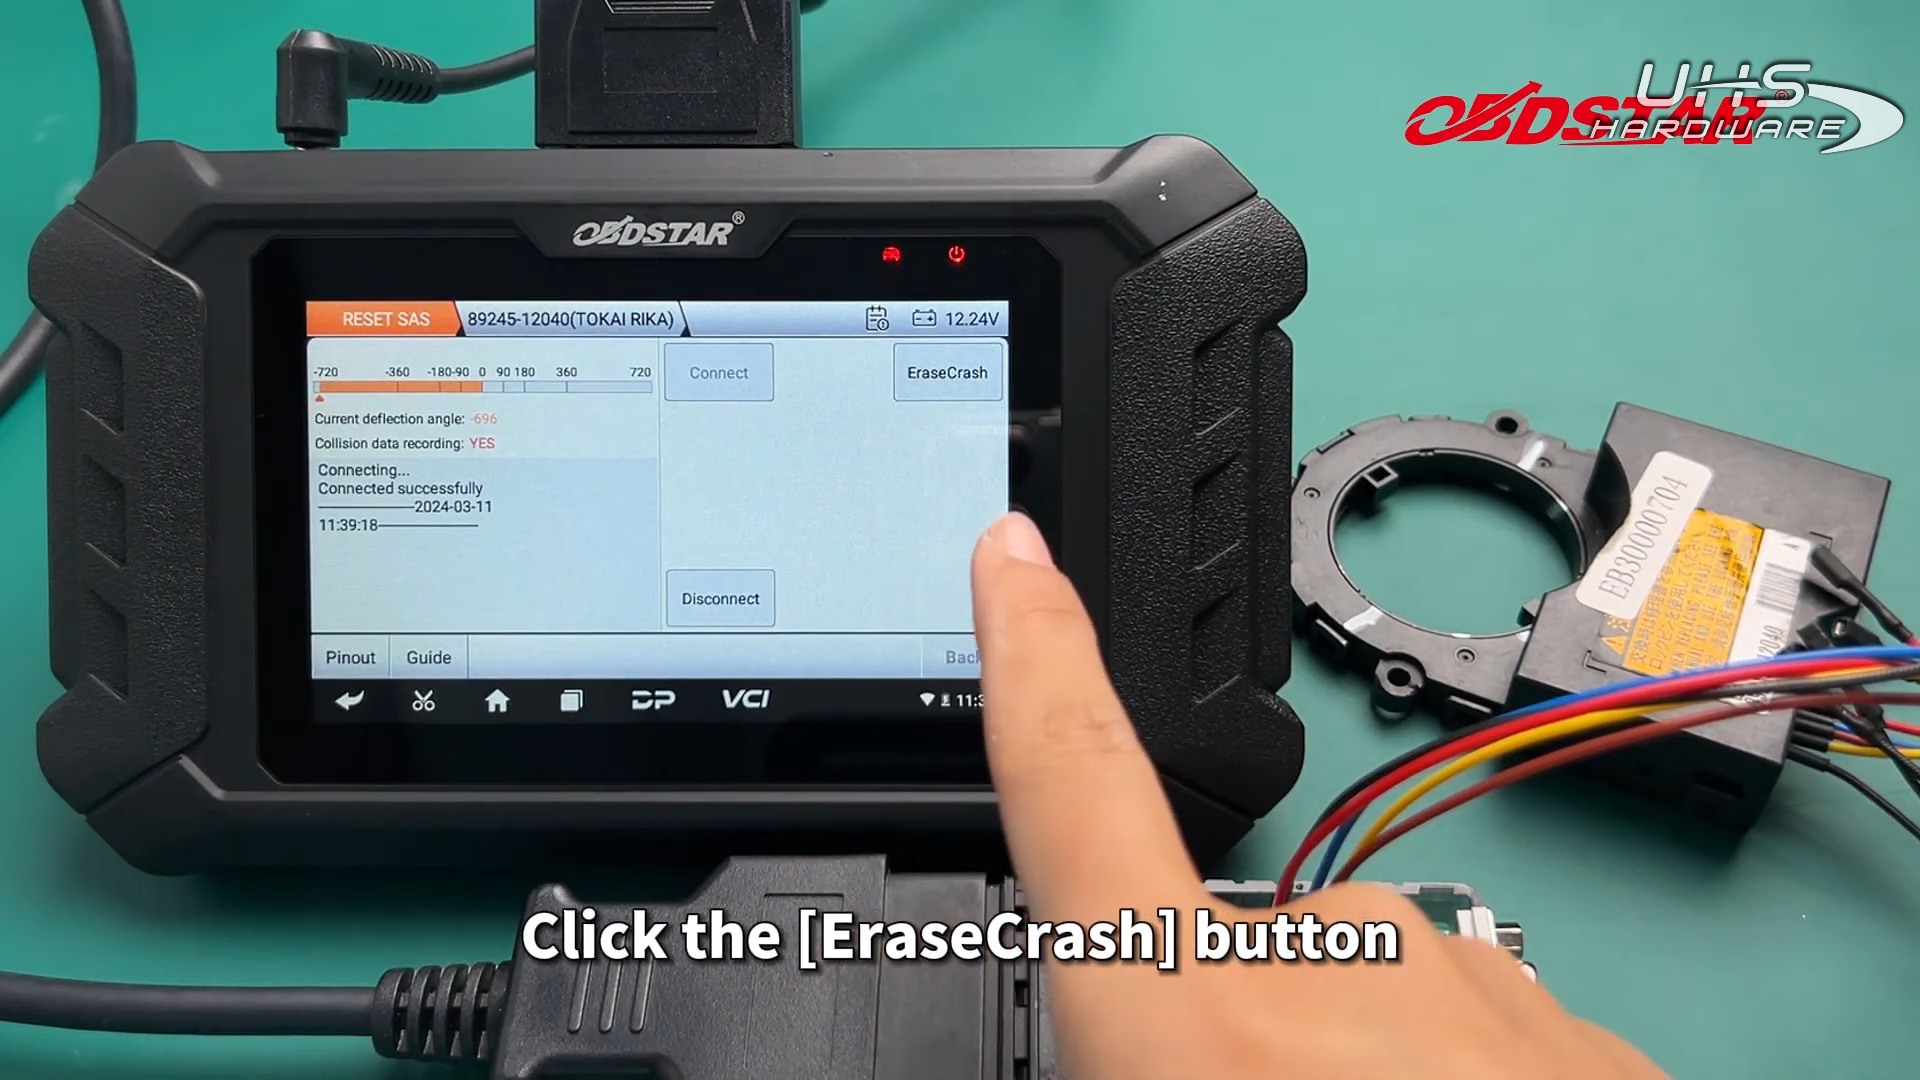 UHS
OBDSTAR
HARDWARE
OBDSTAR®
RESET SAS
89245-12040(TOKAI RIKA)
12.24V
-720 -360 -180 -90 0 90 180 360 720
Connect
EraseCrash
Current deflection angle: -696
Collision data recording: YES
Connecting...
Connected successfully
2024-03-11
11:39:18
Disconnect
Pinout
Guide
DP
VCI
EB30000704
Click the [EraseCrash] button